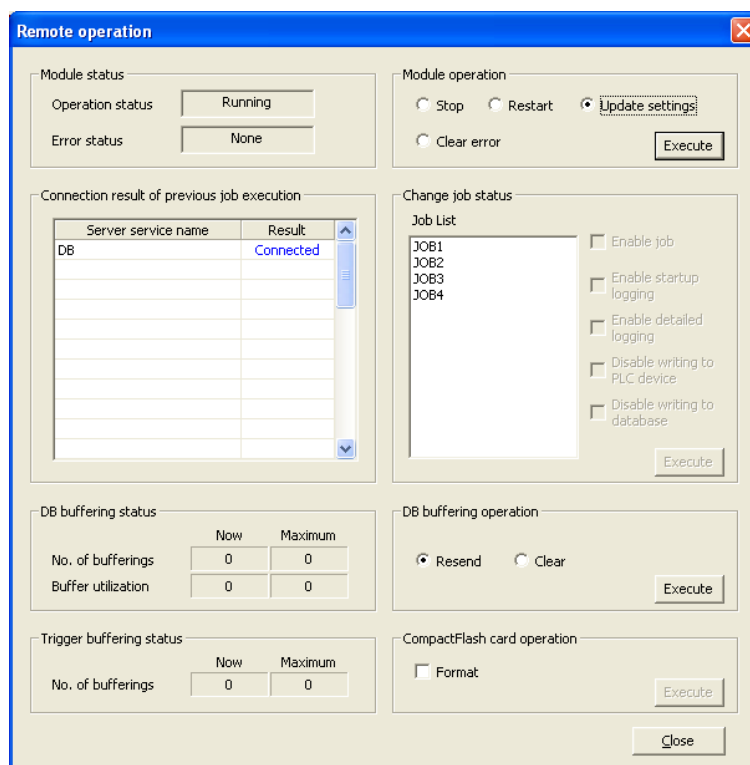 Remote operation
Module status
Operation status Running
Error status None
Module operation
Stop Restart Update settings
Clear error
Execute
Connection result of previous job execution
Server service name Result
DB Connected
Change job status
Job List
JOB1
JOB2
JOB3
JOB4
Enable job
Enable startup
logging
Enable detailed
logging
Disable writing to
PLC device
Disable writing to
database
Execute
DB buffering status
Now Maximum
No. of bufferings 0 0
Buffer utilization 0 0
DB buffering operation
Resend Clear
Execute
Trigger buffering status
Now Maximum
No. of bufferings 0 0
CompactFlash card operation
Format
Execute
Close